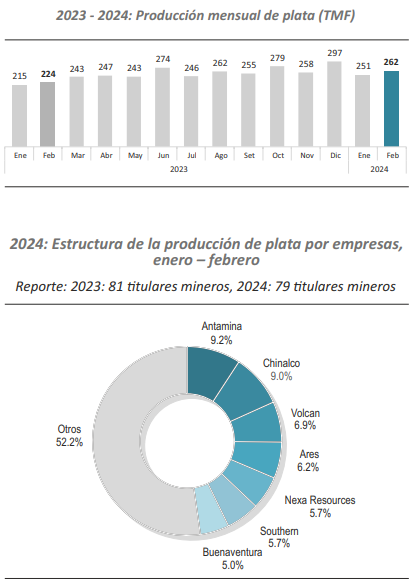 2023 - 2024: Producción mensual de plata (TMF)
215 224 243 247 243 274 246 262 255 279 258 297 251 262
Ene Feb Mar Abr May Jun Jul Ago Set Oct Nov Dic Ene Feb
2023 2024
2024: Estructura de la producción de plata por empresas,
enero – febrero
Reporte: 2023: 81 titulares mineros, 2024: 79 titulares mineros
Antamina
9.2%
Chinalco
9.0%
Volcan
6.9%
Ares
6.2%
Nexa Resources
5.7%
Southern
5.7%
Buenaventura
5.0%
Otros
52.2%